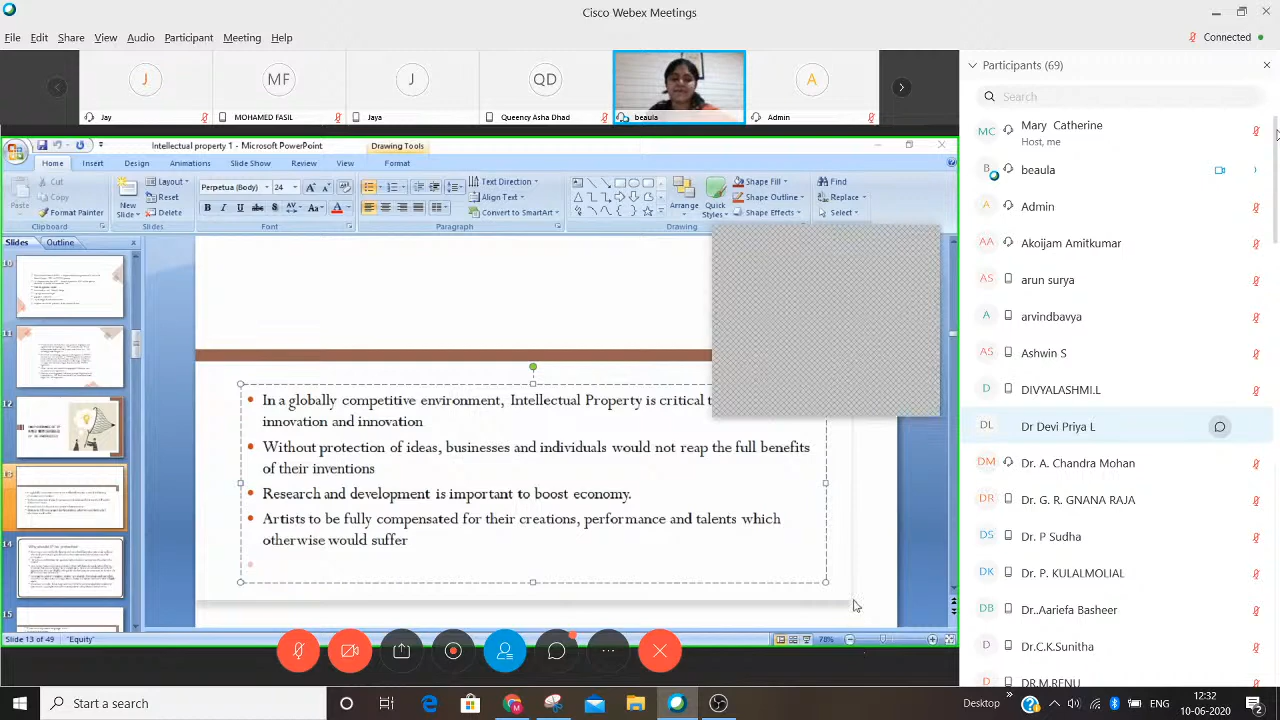 Cisco Webex Meetings
File Edit Share View Audio Participant Meeting Help
Connected
J
MF
J
QD
A
Jay
MOHAMED FASIL
Jaya
Queency Asha Dhad
beaula
Admin
Intellectual property 1 - Microsoft PowerPoint
Drawing Tools
Home Insert Design Animations Slide Show Review View Format
Paste
Cut
Copy
Format Painter
Clipboard
New Slide
Layout
Reset
Delete
Slides
Perpetua (Body) 24
Font
Text Direction
Align Text
Convert to SmartArt
Paragraph
Arrange
Quick Styles
Shape Fill
Shape Outline
Shape Effects
Drawing
Find
Replace
Select
Editing
Slides Outline
10
11
12
13
14
15
In a globally competitive environment, Intellectual Property is critical
innovation and innovation
Without protection of ideas, businesses and individuals would not reap the full benefits
of their inventions
Research and development is important to boost economy.
Artists to be fully compensated for their creations, performance and talents which
otherwise would suffer
Slide 13 of 49
"Equity"
78%
Participants (69)
Search
MC Mary Catherine
Host, me
B beaula
A Admin
AA Akoijam Amitkumar
AS arun surya
A arvindbavya
AS Ashwin S
D DIVYALASHMI.L
DL Dr Devi Priya L
DM Dr. A. Chandra Mohan
DR Dr. G. R. GNANA RAJA
DS Dr. P Sudha
DK Dr. P. KULALMOLIAL
DB Dr..Aariefa Basheer
D Dr.C.K.Sunitha
DR.M.RENU
Start a search
Desktop
ENG
12:32
10-06-2020
2